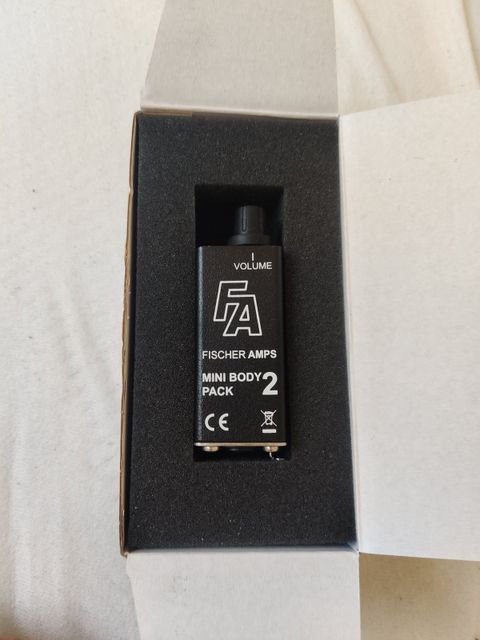 VOLUME
FA
FISCHER AMPS
MINI BODY 2
PACK
CE